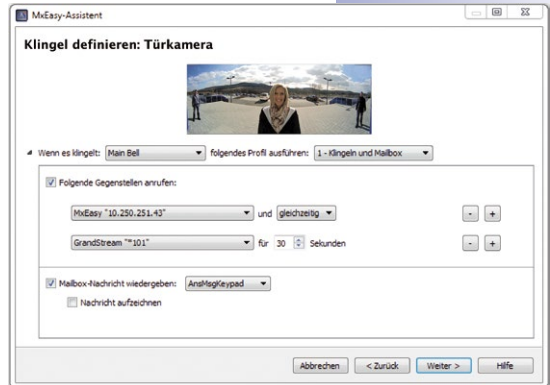 MxEasy-Assistent
Klingel definieren: Türkamera
Wenn es klingelt: Main Bell folgendes Profil ausführen: 1 - Klingeln und Mailbox
Folgende Gegenstellen anrufen:
MxEasy "10.250.251.43" und gleichzeitig - +
GrandStream "*101" für 30 Sekunden - +
Mailbox-Nachricht wiedergeben: AnsMsgKeypad
Nachricht aufzeichnen
Abbrechen < Zurück Weiter > Hilfe